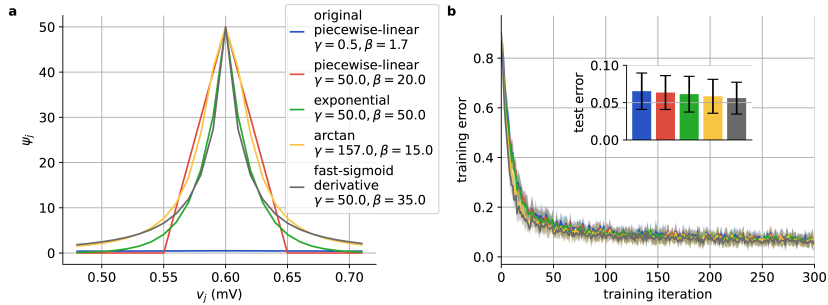 a
50
40
30
20
10
0
ψj
0.50
0.55
0.60
0.65
0.70
vj (mV)
original
piecewise-linear
γ = 0.5, β = 1.7
piecewise-linear
γ = 50.0, β = 20.0
exponential
γ = 50.0, β = 50.0
arctan
γ = 157.0, β = 15.0
fast-sigmoid
derivative
γ = 50.0, β = 35.0
b
0.8
0.6
0.4
0.2
0.0
training error
0
50
100
150
200
250
300
training iteration
0.10
0.05
0.00
test error